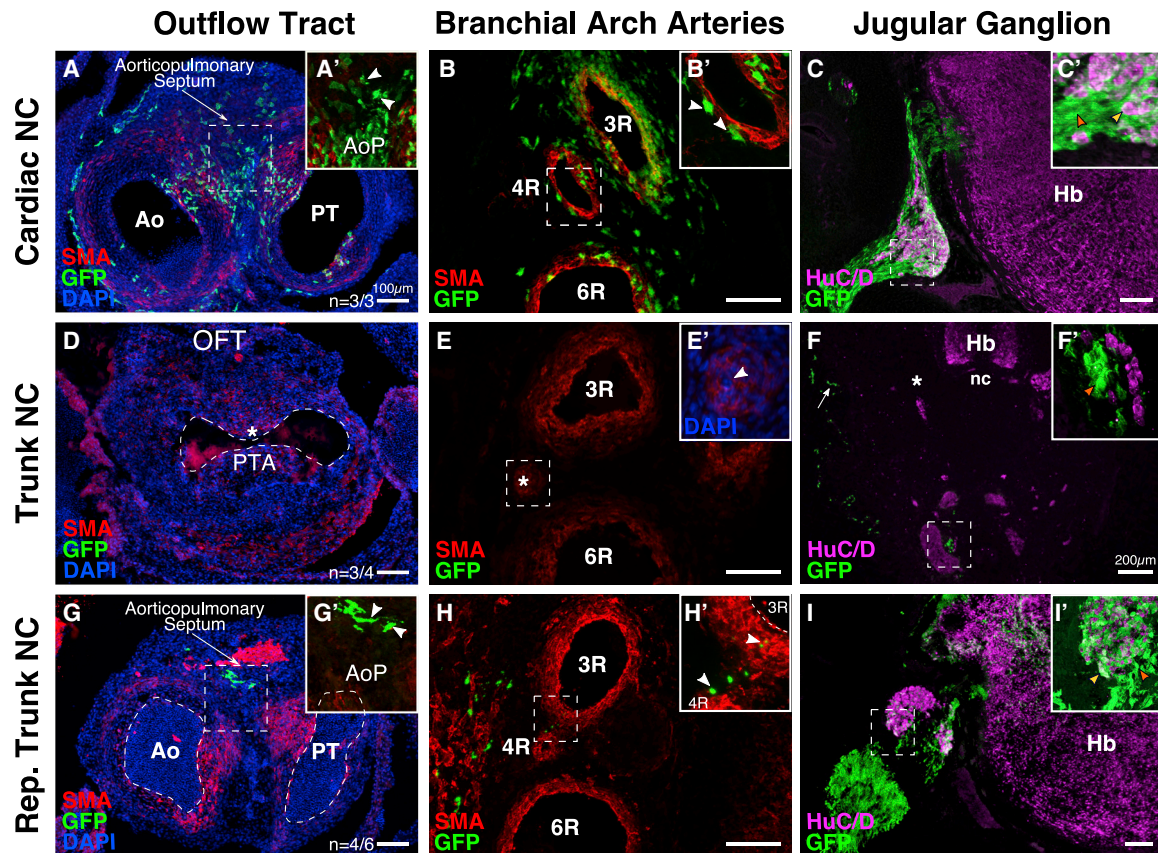 Outflow Tract
Branchial Arch Arteries
Jugular Ganglion
Cardiac NC
A
Aorticopulmonary
Septum
A'
AoP
Ao
PT
SMA
GFP
DAPI
100µm
n=3/3
B
B'
3R
4R
6R
SMA
GFP
C
C'
Hb
HuC/D
GFP
Trunk NC
D
OFT
*
PTA
SMA
GFP
DAPI
n=3/4
E
E'
DAPI
3R
*
6R
SMA
GFP
F
F'
Hb
nc
*
HuC/D
GFP
200µm
Rep. Trunk NC
G
Aorticopulmonary
Septum
G'
AoP
Ao
PT
SMA
GFP
DAPI
n=4/6
H
H'
3R
4R
3R
4R
6R
SMA
GFP
I
I'
Hb
HuC/D
GFP